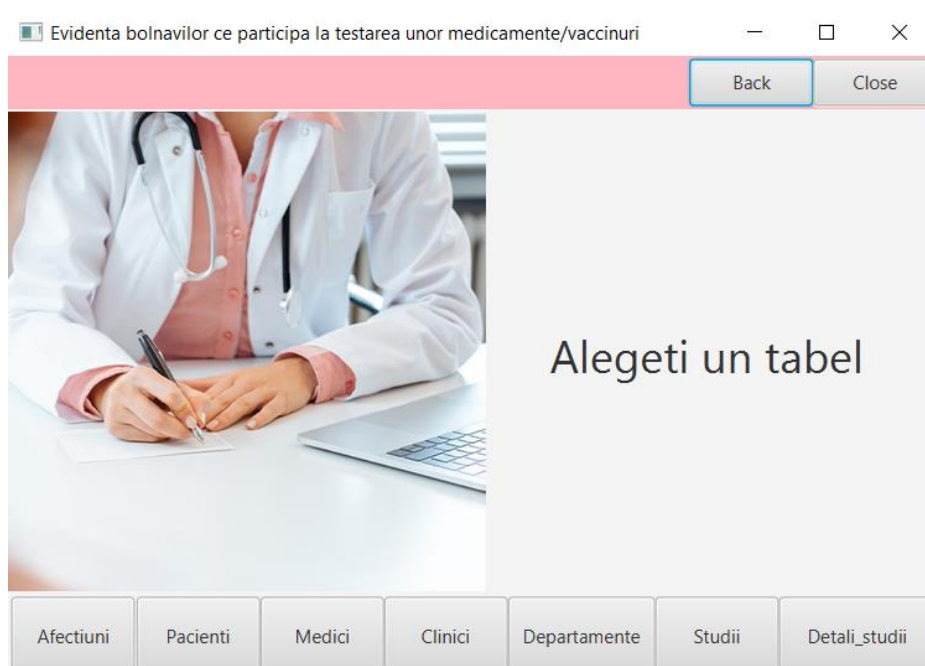 Evidenta bolnavilor ce participa la testarea unor medicamente/vaccinuri
Back Close
Alegeti un tabel
Afectiuni Pacienti Medici Clinici Departamente Studii Detali_studii